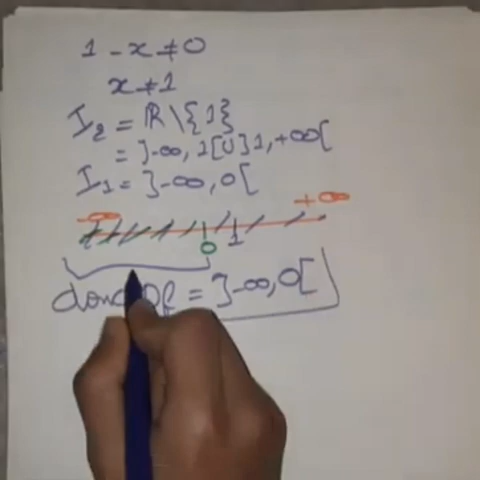 1 - x ≠ 0
x ≠ 1
I₂ = ℝ \ {1}
= ]-∞, 1[ U ]1, +∞[
I₁ = ]-∞, 0[
-∞ +∞
0 1
donc Df = ]-∞, 0[